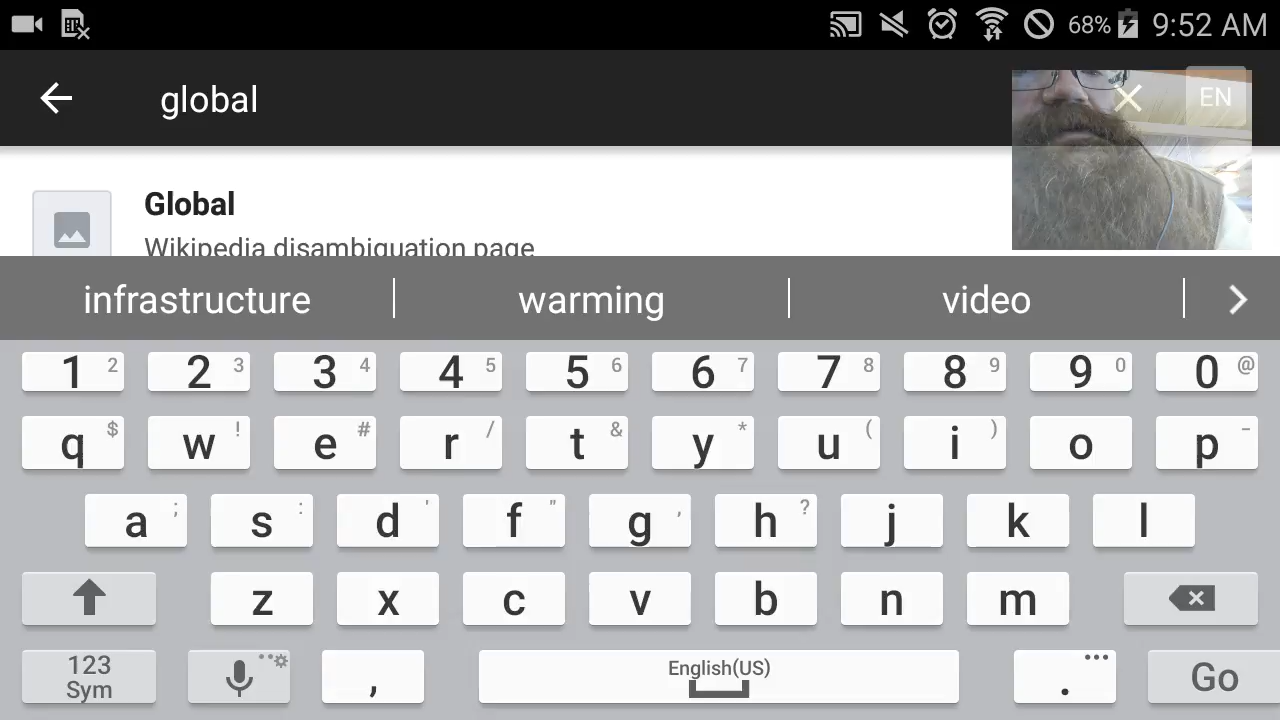 68% 9:52 AM
global EN
Global
Wikipedia disambiguation page
infrastructure warming video
1 2 2 3 3 4 4 5 5 6 6 7 7 8 8 9 9 0 0 @
q $ w ! e # r / t & y * u ( i ) o p -
a ; s : d ' f " g , h ? j k l
z x c v b n m
123 , English(US) . ... Go
Sym